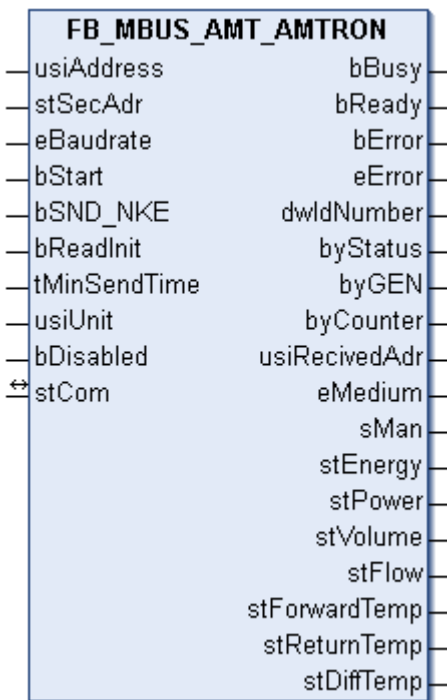 FB_MBUS_AMT_AMTRON
usiAddress bBusy
stSecAdr bReady
eBaudrate bError
bStart eError
bSND_NKE dwIdNumber
bReadInit byStatus
tMinSendTime byGEN
usiUnit byCounter
bDisabled usiRecivedAdr
stCom eMedium
sMan
stEnergy
stPower
stVolume
stFlow
stForwardTemp
stReturnTemp
stDiffTemp